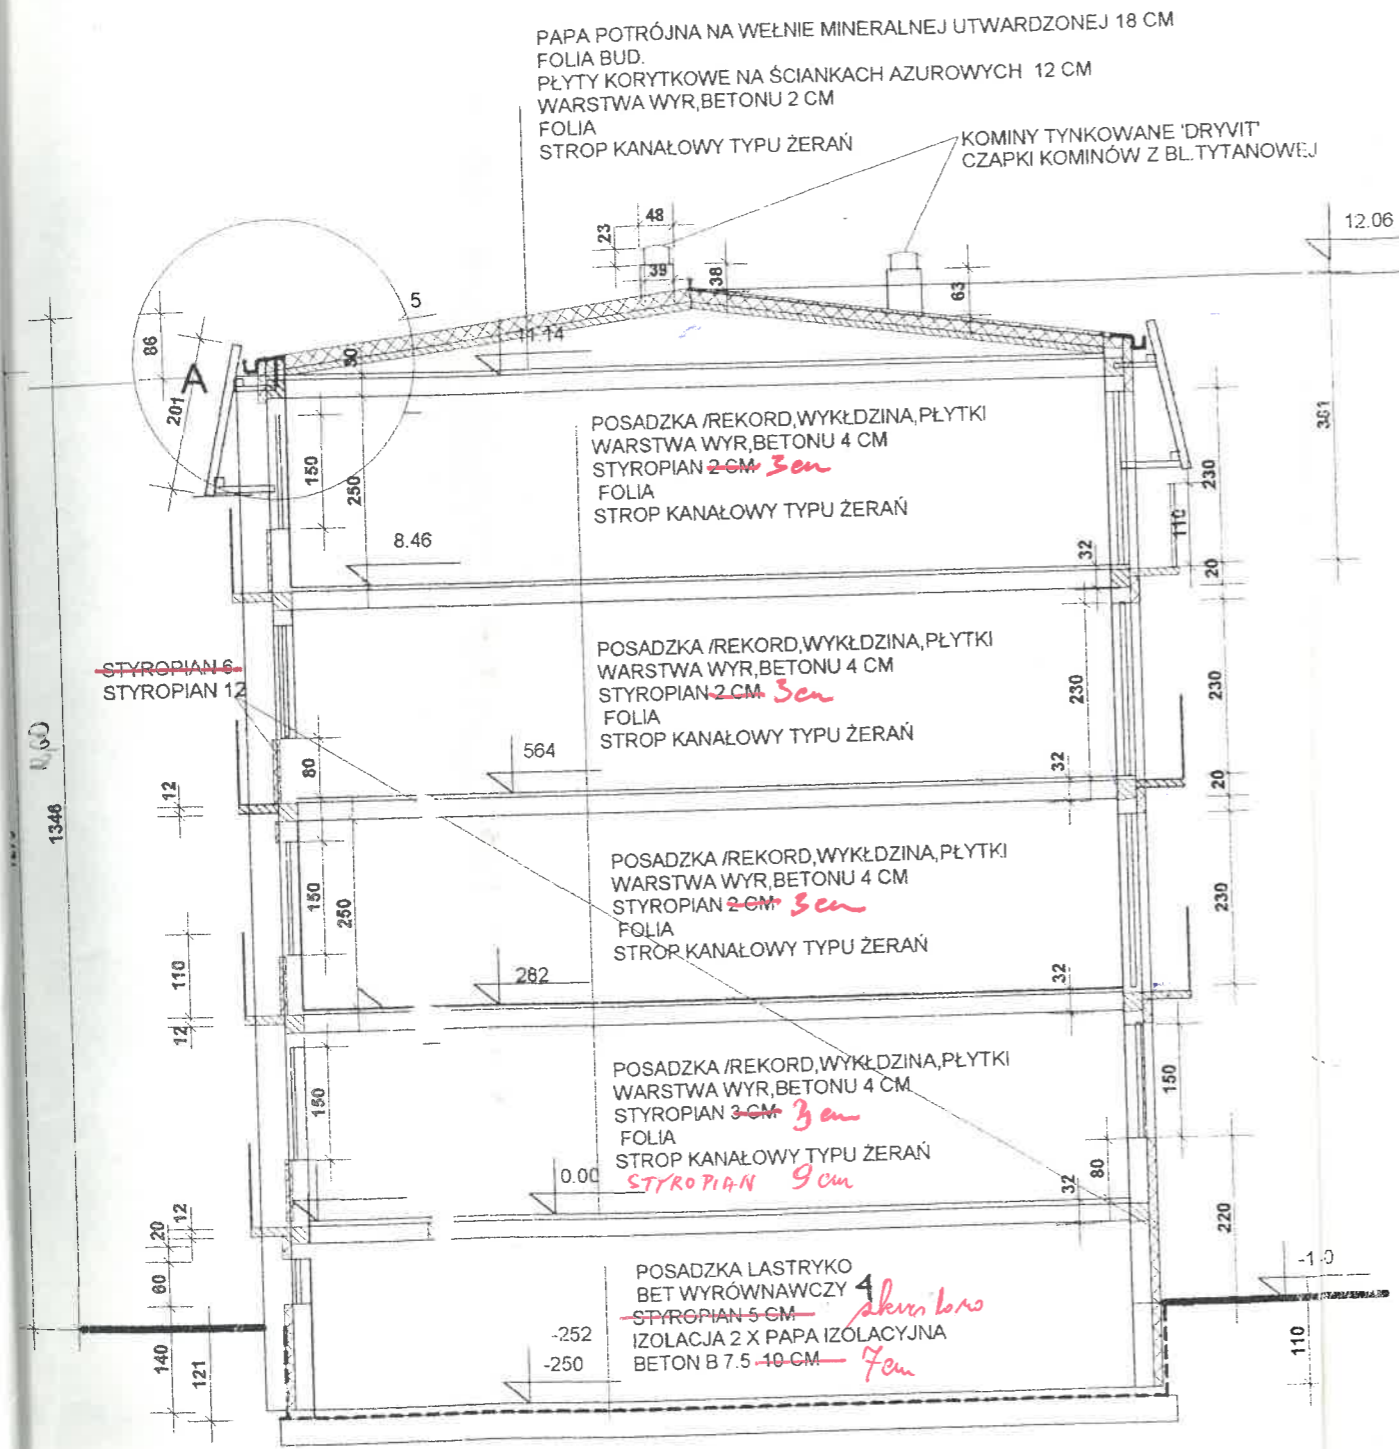 PAPA POTRÓJNA NA WEŁNIE MINERALNEJ UTWARDZONEJ 18 CM
FOLIA BUD.
PŁYTY KORYTKOWE NA ŚCIANKACH AZUROWYCH 12 CM
WARSTWA WYR,BETONU 2 CM
FOLIA
STROP KANAŁOWY TYPU ŻERAŃ
KOMINY TYNKOWANE 'DRYVIT'
CZAPKI KOMINÓW Z BL.TYTANOWEJ
48
23
39
38
63
12.06
5
86
A
201
30
11.14
381
POSADZKA /REKORD,WYKŁDZINA,PŁYTKI
WARSTWA WYR,BETONU 4 CM
STYROPIAN 2 CM 3cm
FOLIA
STROP KANAŁOWY TYPU ŻERAŃ
150
250
8.46
32
110
230
20
STYROPIAN 6
STYROPIAN 12
POSADZKA /REKORD,WYKŁDZINA,PŁYTKI
WARSTWA WYR,BETONU 4 CM
STYROPIAN 2 CM 3cm
FOLIA
STROP KANAŁOWY TYPU ŻERAŃ
564
80
12
230
32
230
20
1346
POSADZKA /REKORD,WYKŁDZINA,PŁYTKI
WARSTWA WYR,BETONU 4 CM
STYROPIAN 2 CM 3cm
FOLIA
STROP KANAŁOWY TYPU ŻERAŃ
150
250
110
12
282
32
230
POSADZKA /REKORD,WYKŁDZINA,PŁYTKI
WARSTWA WYR,BETONU 4 CM
STYROPIAN 3 CM 3cm
FOLIA
STROP KANAŁOWY TYPU ŻERAŃ
STYROPIAN 9cm
150
0.00
32
80
150
220
20
12
60
140
121
POSADZKA LASTRYKO
BET WYRÓWNAWCZY 4
STYROPIAN 5 CM
IZOLACJA 2 X PAPA IZOLACYJNA
BETON B 7.5 10 CM 7cm
-252
-250
110